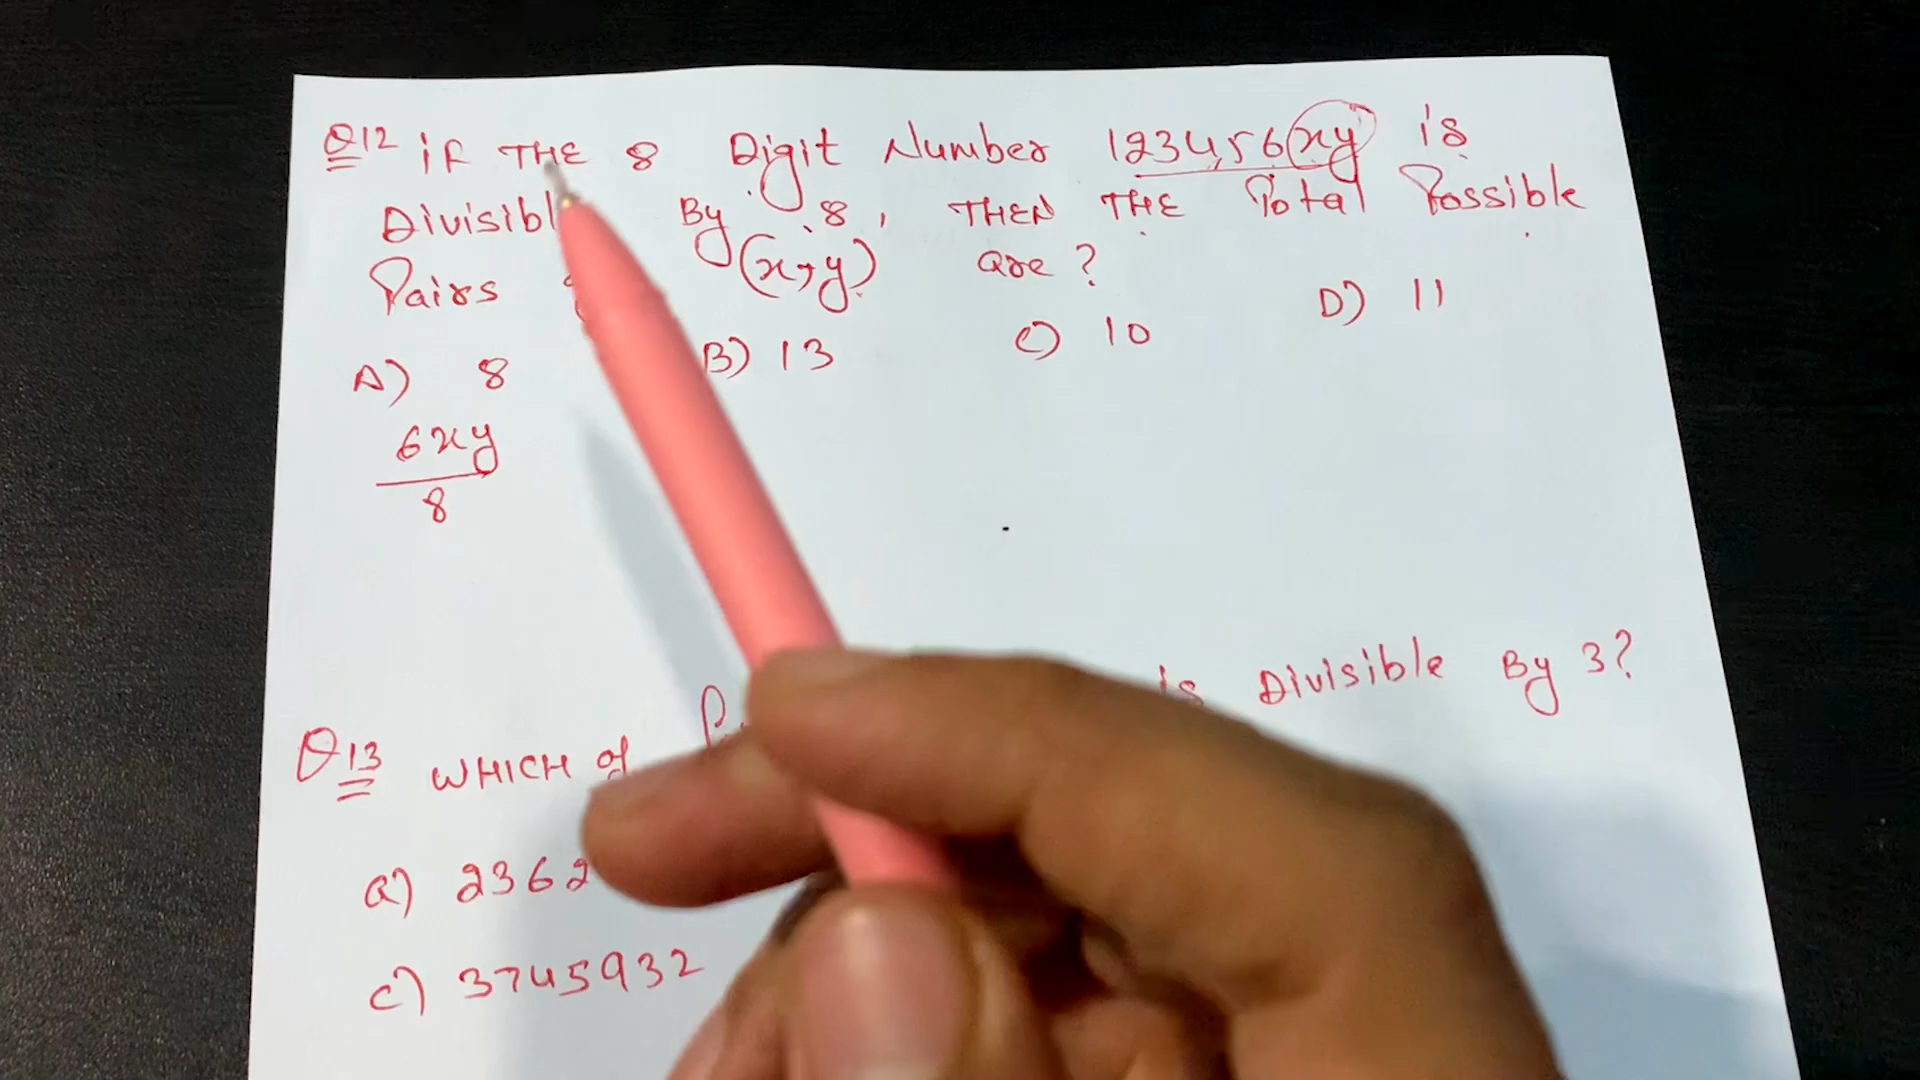 Q12 if THE 8 Digit Number 123456xy is
Divisibl By 8, THEN THE Total Possible
Pairs (x,y) are?
A) 8 B) 13 C) 10 D) 11
6xy
8
Q13 WHICH of is Divisible By 3?
a) 2362
c) 3745932